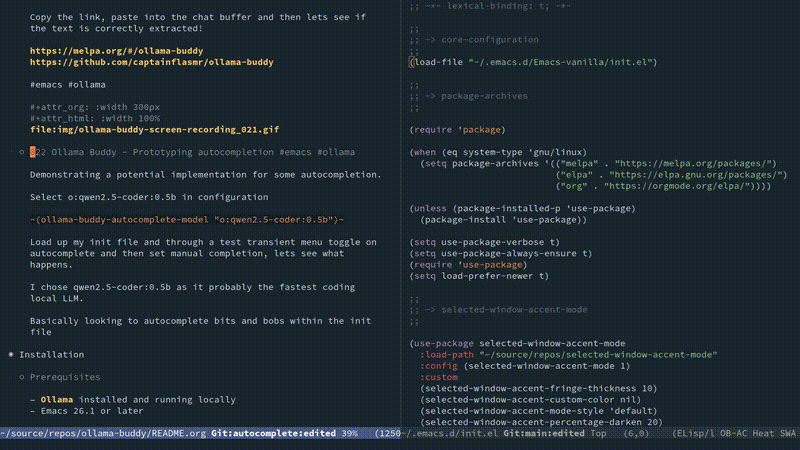 Copy the link, paste into the chat buffer and then lets see if
the text is correctly extracted!
https://melpa.org/#/ollama-buddy
https://github.com/captainflasmr/ollama-buddy
#emacs #ollama
#+attr_org: :width 300px
#+attr_html: :width 100%
file:img/ollama-buddy-screen-recording_021.gif
○ 022 Ollama Buddy - Prototyping autocompletion #emacs #ollama
Demonstrating a potential implementation for some autocompletion.
Select o:qwen2.5-coder:0.5b in configuration
~(ollama-buddy-autocomplete-model "o:qwen2.5-coder:0.5b")~
Load up my init file and through a test transient menu toggle on
autocomplete and then set manual completion, lets see what
happens.
I chose qwen2.5-coder:0.5b as it probably the fastest coding
local LLM.
Basically looking to autocomplete bits and bobs within the init
file
◉ Installation
○ Prerequisites
– Ollama installed and running locally
– Emacs 26.1 or later
~/source/repos/ollama-buddy/README.org Git:autocomplete:edited 39% (1250
;; -*- lexical-binding: t; -*-
;;
;; -> core-configuration
;;
(load-file "~/.emacs.d/Emacs-vanilla/init.el")
;;
;; -> package-archives
;;
(require 'package)
(when (eq system-type 'gnu/linux)
(setq package-archives '(("melpa" . "https://melpa.org/packages/")
("elpa" . "https://elpa.gnu.org/packages/")
("org" . "https://orgmode.org/elpa/"))))
(unless (package-installed-p 'use-package)
(package-install 'use-package))
(setq use-package-verbose t)
(setq use-package-always-ensure t)
(require 'use-package)
(setq load-prefer-newer t)
;;
;; -> selected-window-accent-mode
;;
(use-package selected-window-accent-mode
:load-path "~/source/repos/selected-window-accent-mode"
:config (selected-window-accent-mode 1)
:custom
(selected-window-accent-fringe-thickness 10)
(selected-window-accent-custom-color nil)
(selected-window-accent-mode-style 'default)
(selected-window-accent-percentage-darken 20)
~/.emacs.d/init.el Git:main:edited Top (6,0) (ELisp/l OB-AC Heat SWA